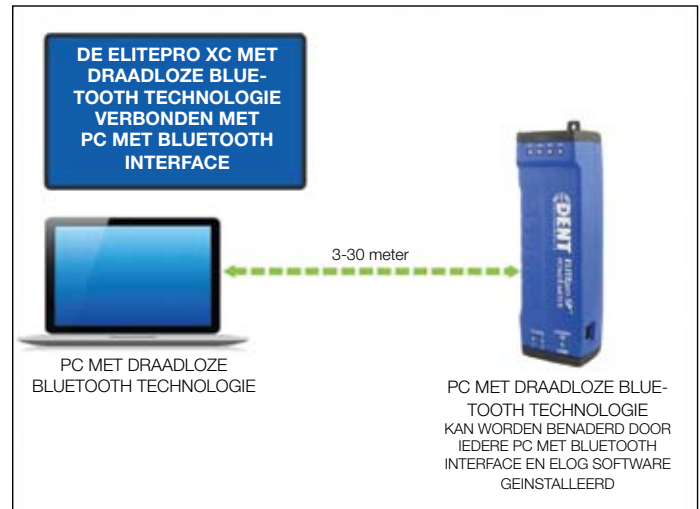 DE ELITEPRO XC MET
DRAADLOZE BLUE-
TOOTH TECHNOLOGIE
VERBONDEN MET
PC MET BLUETOOTH
INTERFACE
3-30 meter
PC MET DRAADLOZE
BLUETOOTH TECHNOLOGIE
DENT
ELITEpro SP
PC MET DRAADLOZE BLUE-
TOOTH TECHNOLOGIE
KAN WORDEN BENADERD DOOR
IEDERE PC MET BLUETOOTH
INTERFACE EN ELOG SOFTWARE
GEINSTALLEERD